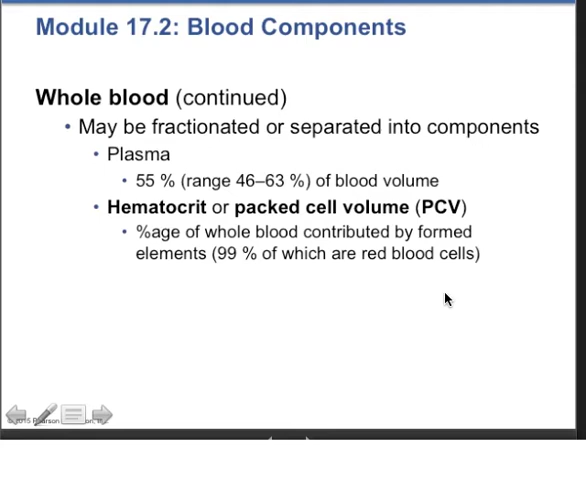 Module 17.2: Blood Components
Whole blood (continued)
• May be fractionated or separated into components
• Plasma
• 55 % (range 46–63 %) of blood volume
• Hematocrit or packed cell volume (PCV)
• %age of whole blood contributed by formed
elements (99 % of which are red blood cells)
© 2015 Pearson